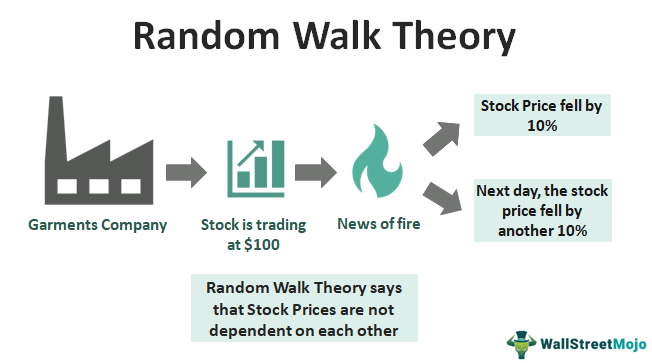 Random Walk Theory
Garments Company
Stock is trading
at $100
News of fire
Stock Price fell by
10%
Next day, the stock
price fell by
another 10%
Random Walk Theory says
that Stock Prices are not
dependent on each other
WallStreetMojo